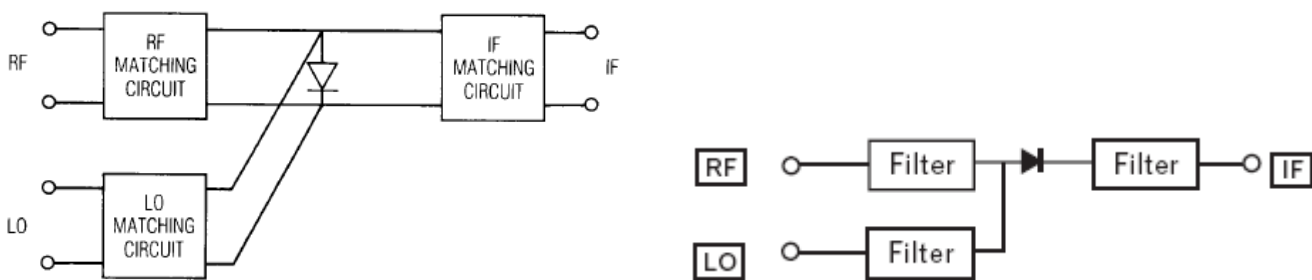 RF
RF
MATCHING
CIRCUIT
IF
MATCHING
CIRCUIT
IF
LO
LO
MATCHING
CIRCUIT
RF
Filter
Filter
IF
LO
Filter